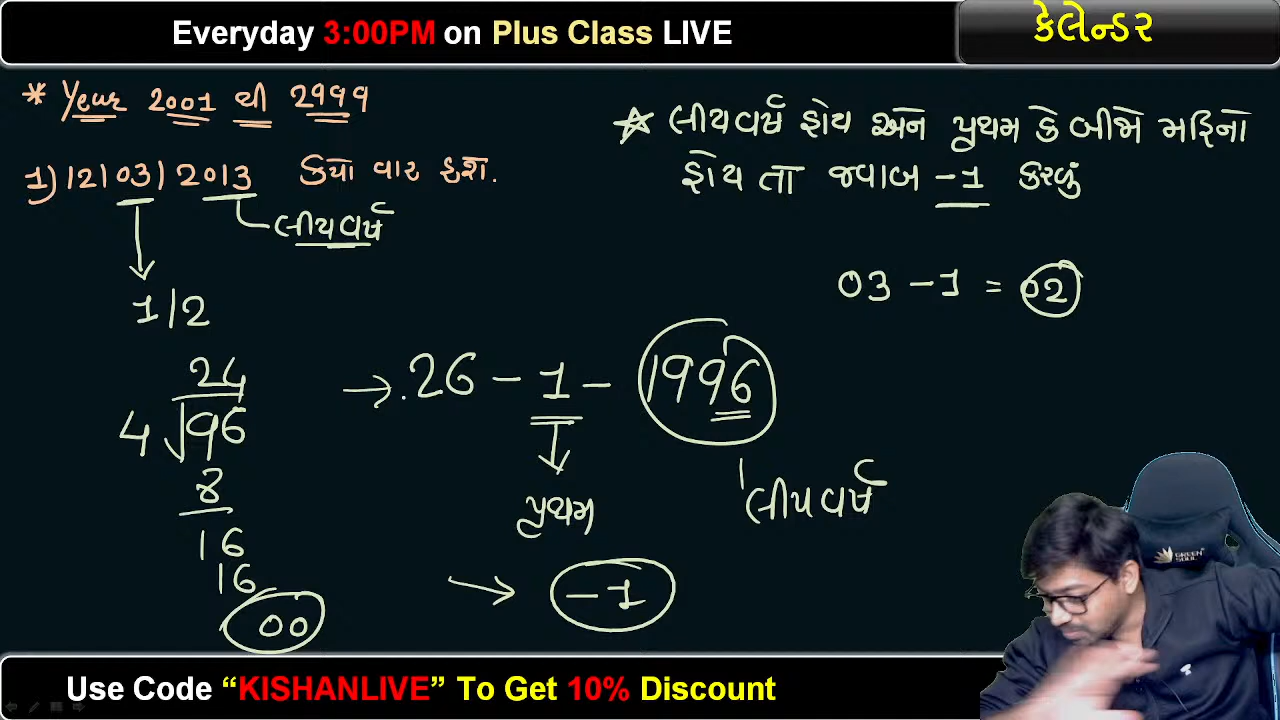 Everyday 3:00PM on Plus Class LIVE
કેલેન્ડર
* Year 2001 થી 2999
1) 12/03/2013 ક્યો વાર હશે.
લીપવર્ષ
1/2
24
4√96
8
16
16
00
☆ લીપવર્ષ હોય અને પ્રથમ કે બીજો મહિનો
હોય તો જવાબ -1 કરવું
03 - 1 = 02
→ 26 - 1 - 1996
પ્રથમ
લીપવર્ષ
→ -1
GREEN SOUL
Use Code “KISHANLIVE” To Get 10% Discount